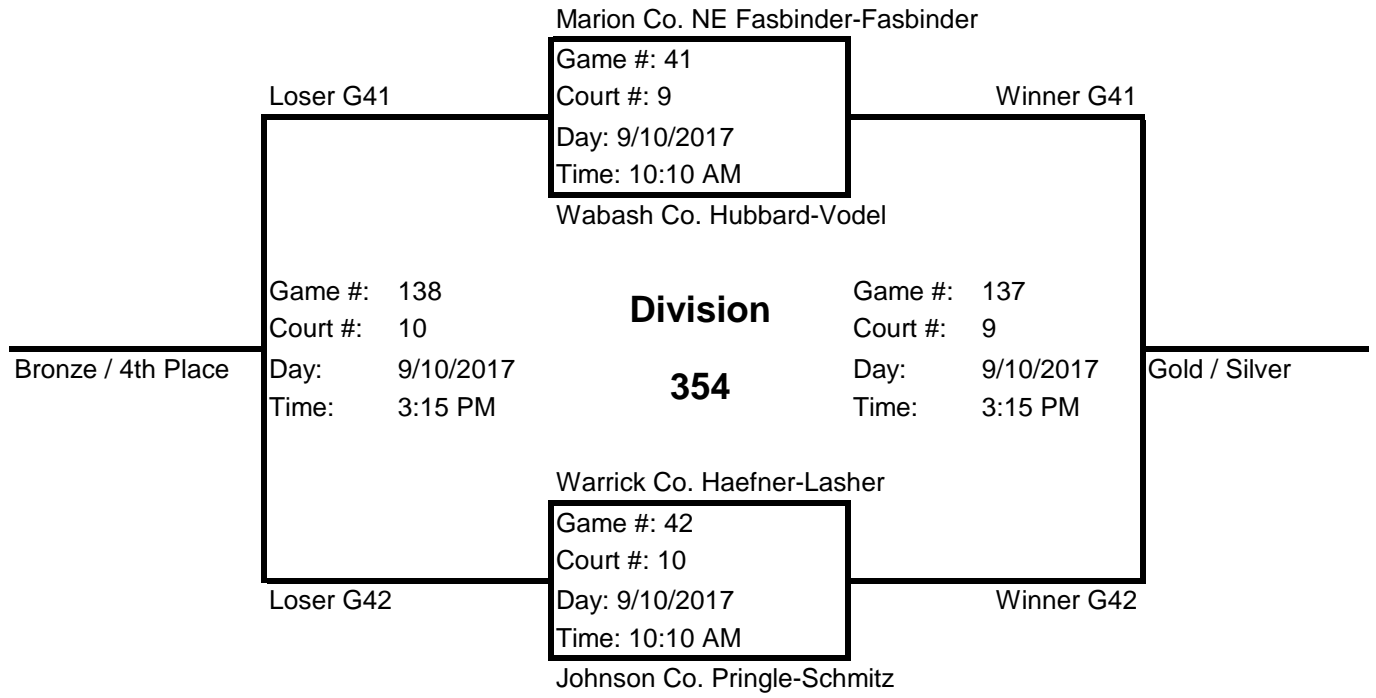 Marion Co. NE Fasbinder-Fasbinder
Game #: 41
Loser G41 Court #: 9 Winner G41
Day: 9/10/2017
Time: 10:10 AM
Wabash Co. Hubbard-Vodel
Game #: 138 Division Game #: 137
Court #: 10 Court #: 9
Bronze / 4th Place Day: 9/10/2017 354 Day: 9/10/2017 Gold / Silver
Time: 3:15 PM Time: 3:15 PM
Warrick Co. Haefner-Lasher
Game #: 42
Court #: 10
Loser G42 Day: 9/10/2017 Winner G42
Time: 10:10 AM
Johnson Co. Pringle-Schmitz